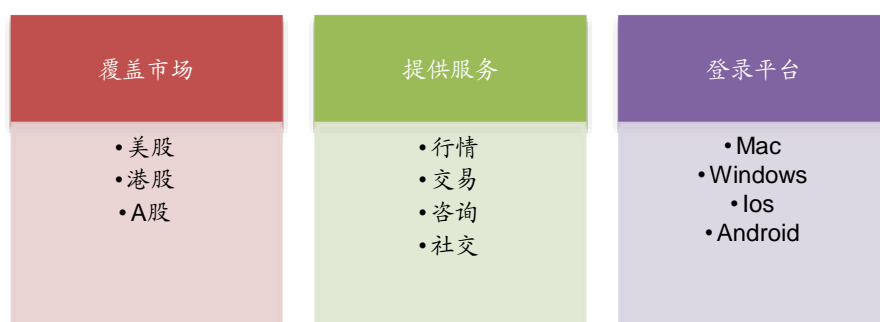 覆盖市场
•美股
•港股
•A股
提供服务
•行情
•交易
•咨询
•社交
登录平台
•Mac
•Windows
•Ios
•Android